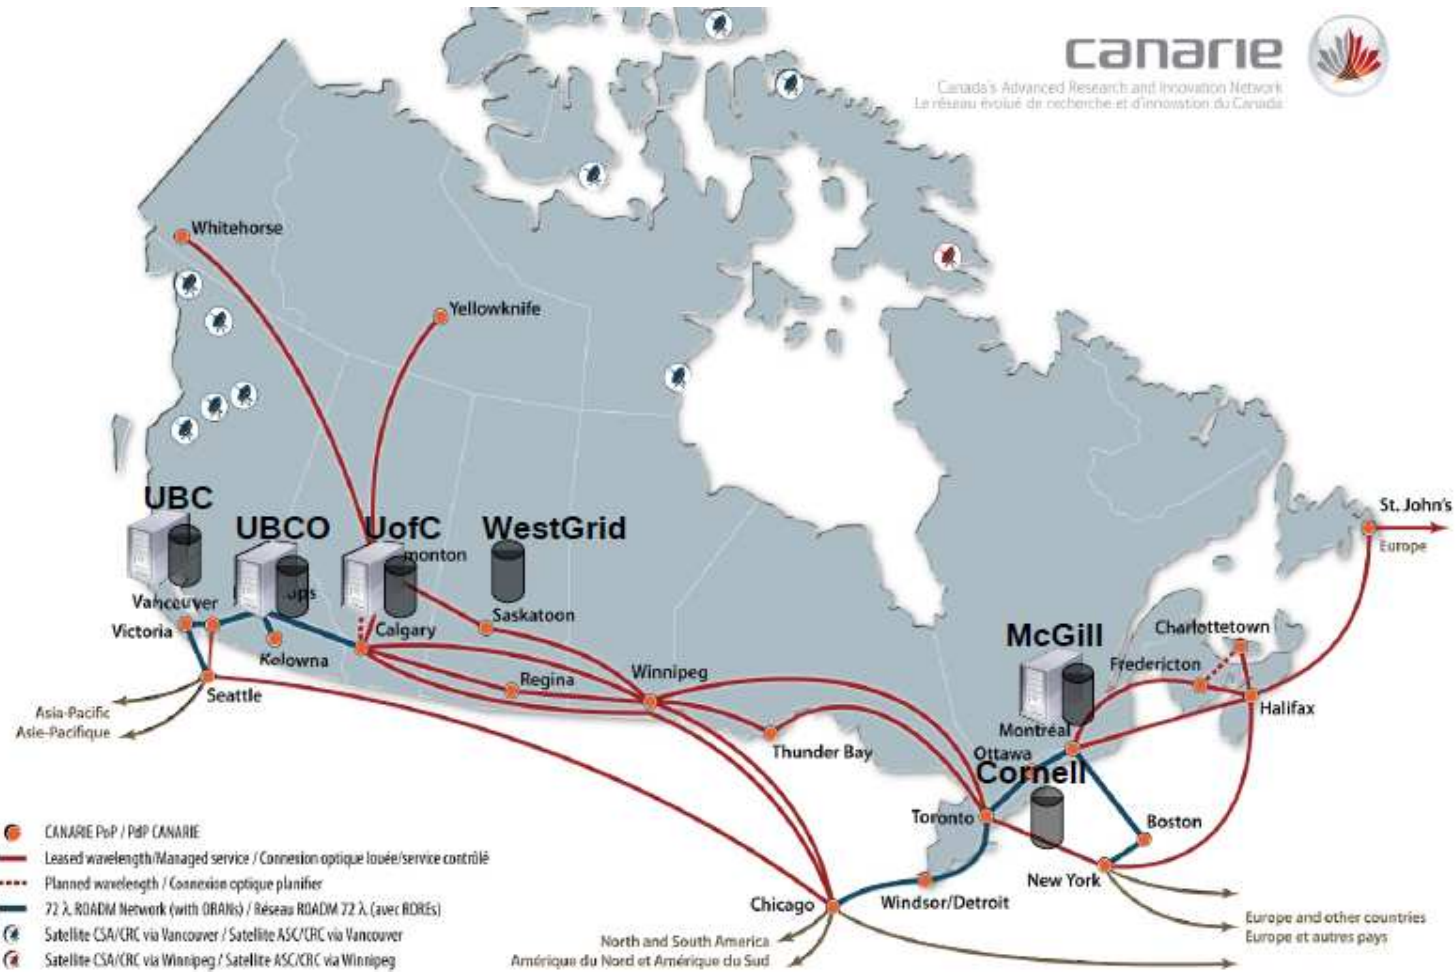 canarie
Canada's Advanced Research and Innovation Network
Le réseau évolué de recherche et d'innovation du Canada
Whitehorse
Yellowknife
UBC
UBCO
UofC
WestGrid
monton
ops
St. John's
Europe
Vancouver
Victoria
Calgary
Saskatoon
Kelowna
Seattle
Regina
Winnipeg
Thunder Bay
Asia-Pacific
Asie-Pacifique
McGill
Charlottetown
Fredericton
Halifax
Montréal
Ottawa
Cornell
Toronto
Boston
New York
Windsor/Detroit
Chicago
North and South America
Amérique du Nord et Amérique du Sud
Europe and other countries
Europe et autres pays
CANARIE PoP / PdP CANARIE
Leased wavelength/Managed service / Connexion optique louée/service contrôlé
Planned wavelength / Connexion optique planifier
72 λ ROADM Network (with ORANs) / Réseau ROADM 72 λ (avec RORÉs)
Satellite CSA/CRC via Vancouver / Satellite ASC/CRC via Vancouver
Satellite CSA/CRC via Winnipeg / Satellite ASC/CRC via Winnipeg